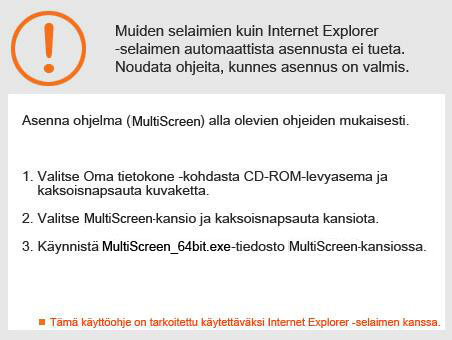 Muiden selaimien kuin Internet Explorer
-selaimen automaattista asennusta ei tueta.
Noudata ohjeita, kunnes asennus on valmis.
Asenna ohjelma (MultiScreen) alla olevien ohjeiden mukaisesti.
1. Valitse Oma tietokone -kohdasta CD-ROM-levyasema ja
kaksoisnapsauta kuvaketta.
2. Valitse MultiScreen-kansio ja kaksoisnapsauta kansiota.
3. Käynnistä MultiScreen_64bit.exe-tiedosto MultiScreen-kansiossa.
Tämä käyttöohje on tarkoitettu käytettäväksi Internet Explorer -selaimen kanssa.